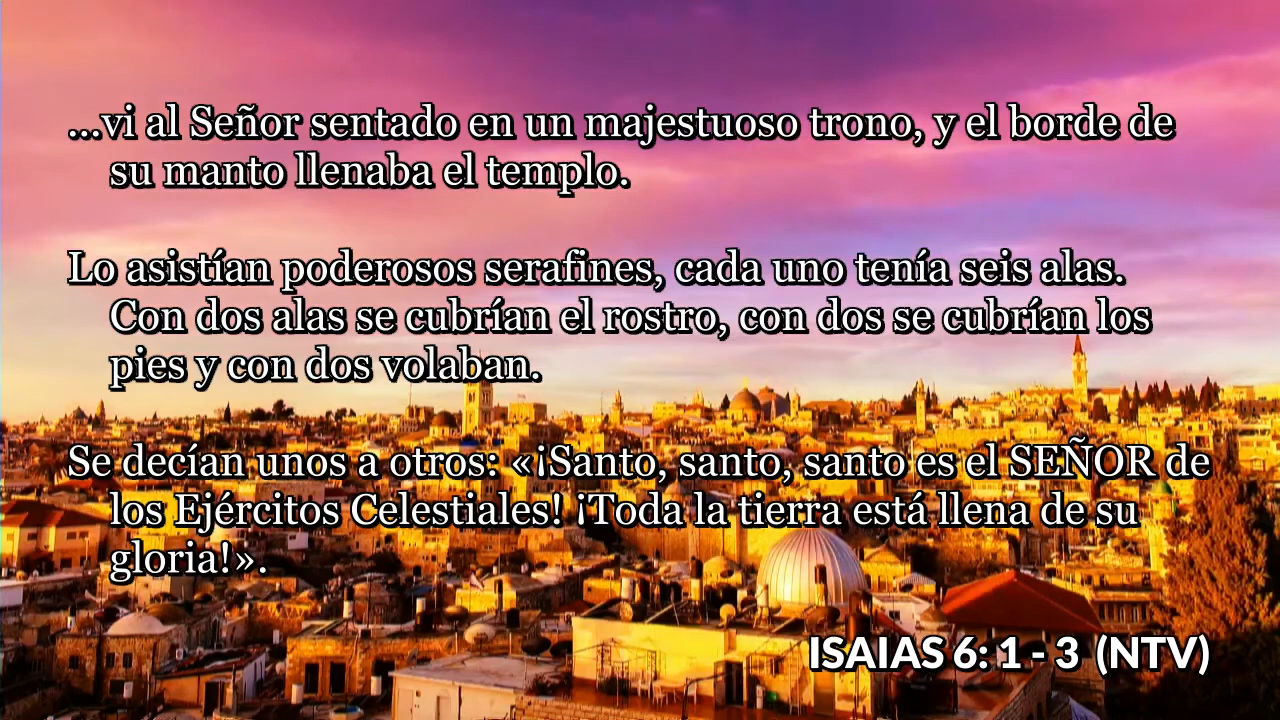 ...vi al Señor sentado en un majestuoso trono, y el borde de
su manto llenaba el templo.
Lo asistían poderosos serafines, cada uno tenía seis alas.
Con dos alas se cubrían el rostro, con dos se cubrían los
pies y con dos volaban.
Se decían unos a otros: «¡Santo, santo, santo es el SEÑOR de
los Ejércitos Celestiales! ¡Toda la tierra está llena de su
gloria!».
ISAIAS 6: 1 - 3 (NTV)